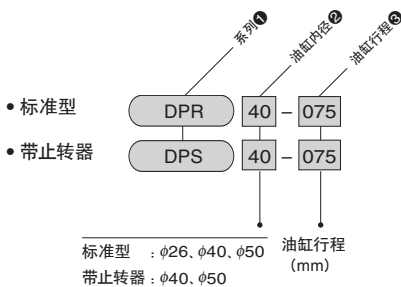 系列❶
油缸内径❷
油缸行程❸
• 标准型 DPR 40 – 075
• 带止转器 DPS 40 – 075
标准型 : ϕ26、ϕ40、ϕ50
带止转器 : ϕ40、ϕ50
油缸行程
(mm)